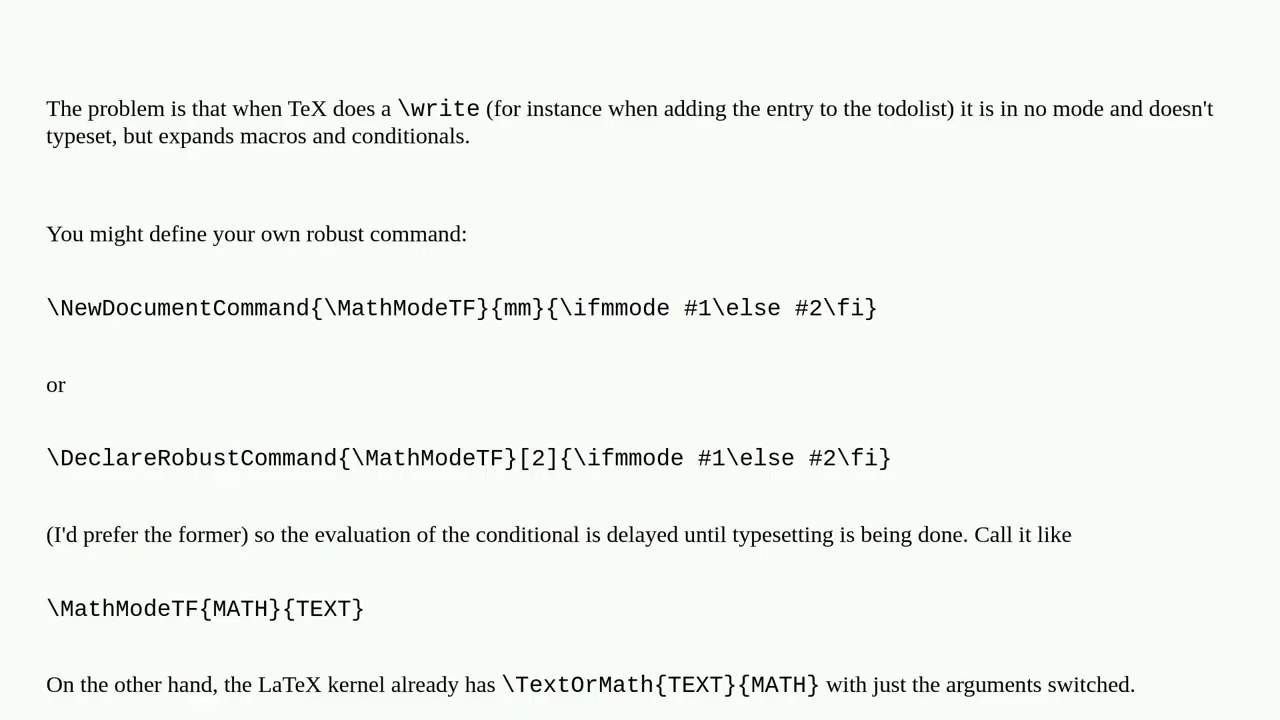 The problem is that when TeX does a \write (for instance when adding the entry to the todolist) it is in no mode and doesn't
typeset, but expands macros and conditionals.
You might define your own robust command:
\NewDocumentCommand{\MathModeTF}{mm}{\ifmmode #1\else #2\fi}
or
\DeclareRobustCommand{\MathModeTF}[2]{\ifmmode #1\else #2\fi}
(I'd prefer the former) so the evaluation of the conditional is delayed until typesetting is being done. Call it like
\MathModeTF{MATH}{TEXT}
On the other hand, the LaTeX kernel already has \TextOrMath{TEXT}{MATH} with just the arguments switched.